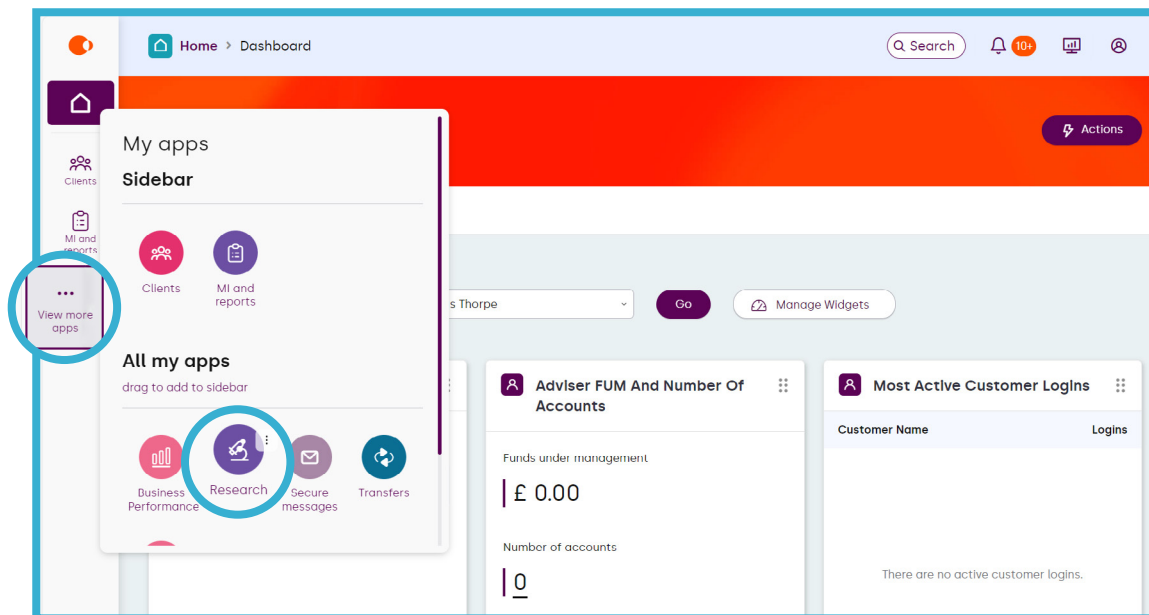 Home > Dashboard
Search
10+
Actions
Clients
MI and
reports
View more
apps
My apps
Sidebar
Clients
MI and
reports
All my apps
drag to add to sidebar
Business
Performance
Research
Secure
messages
Transfers
s Thorpe
Go
Manage Widgets
Adviser FUM And Number Of
Accounts
Funds under management
£ 0.00
Number of accounts
0
Most Active Customer Logins
Customer Name
Logins
There are no active customer logins.